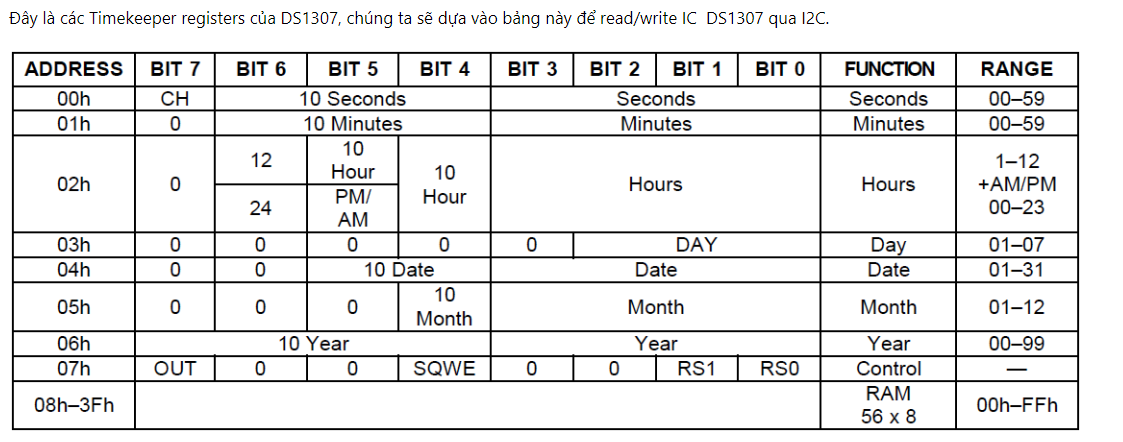 Đây là các Timekeeper registers của DS1307, chúng ta sẽ dựa vào bảng này để read/write IC  DS1307 qua I2C.
ADDRESS BIT 7 BIT 6 BIT 5 BIT 4 BIT 3 BIT 2 BIT 1 BIT 0 FUNCTION RANGE
00h CH 10 Seconds Seconds Seconds 00–59
01h 0 10 Minutes Minutes Minutes 00–59
02h 0 12 10 Hour 10 Hour Hours Hours 1–12 +AM/PM 00–23
24 PM/ AM
03h 0 0 0 0 0 DAY Day 01–07
04h 0 0 10 Date Date Date 01–31
05h 0 0 0 10 Month Month Month 01–12
06h 10 Year Year Year 00–99
07h OUT 0 0 SQWE 0 0 RS1 RS0 Control —
08h–3Fh RAM 56 x 8 00h–FFh